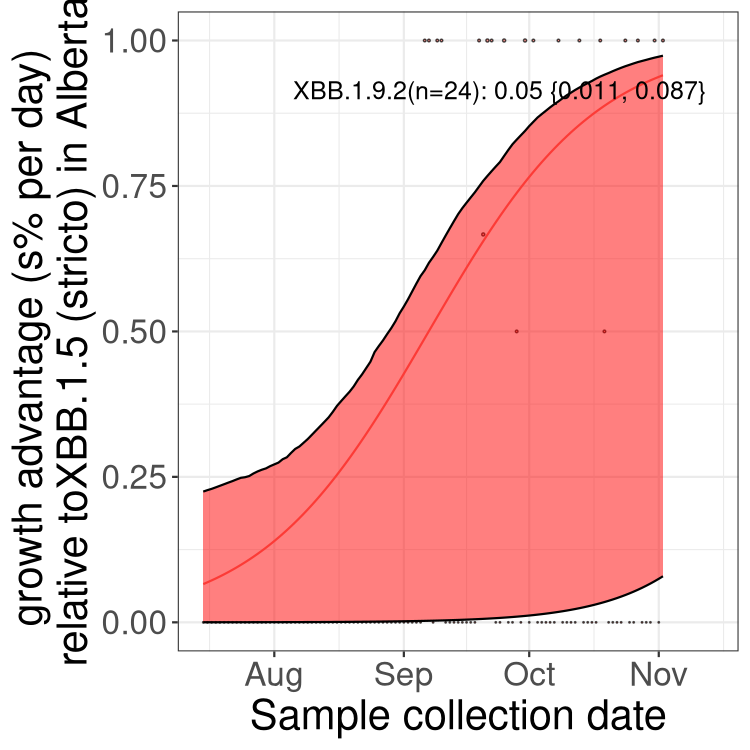 growth advantage (s% per day)
relative toXBB.1.5 (stricto) in Alberta
1.00
0.75
0.50
0.25
0.00
XBB.1.9.2(n=24): 0.05 {0.011, 0.087}
Aug Sep Oct Nov
Sample collection date